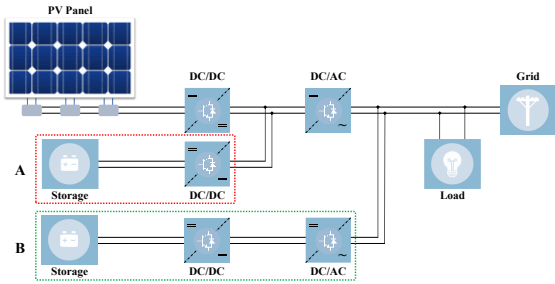 PV Panel
DC/DC
DC/AC
Grid
A
Storage
DC/DC
Load
B
Storage
DC/DC
DC/AC